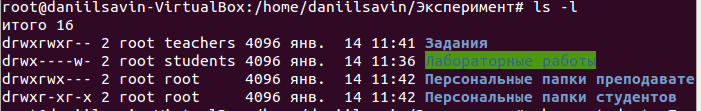 root@daniilsavin-VirtualBox:/home/daniilsavin/Эксперимент# ls -l
итого 16
drwxrwxr-- 2 root teachers 4096 янв.  14 11:41 Задания
drwx----w- 2 root students 4096 янв.  14 11:36 Лабораторные работы
drwxrwx--- 2 root root     4096 янв.  14 11:42 Персональные папки преподавате
drwxr-xr-x 2 root root     4096 янв.  14 11:42 Персональные папки студентов